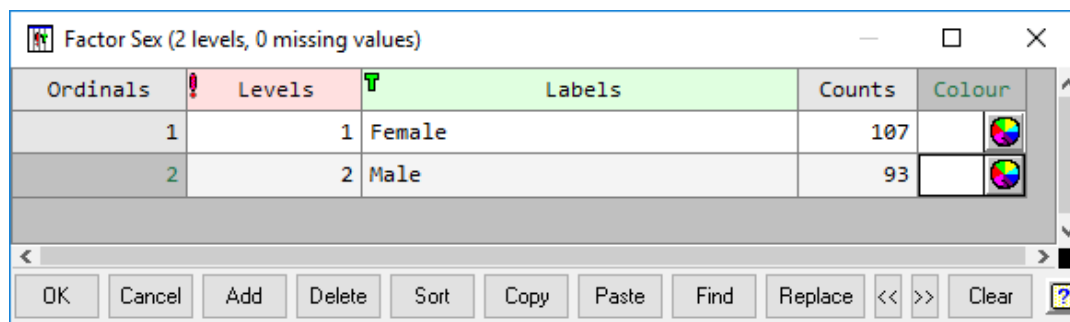 Factor Sex (2 levels, 0 missing values)
Ordinals ! Levels T Labels Counts Colour
1 1 Female 107
2 2 Male 93
OK Cancel Add Delete Sort Copy Paste Find Replace << >> Clear ?